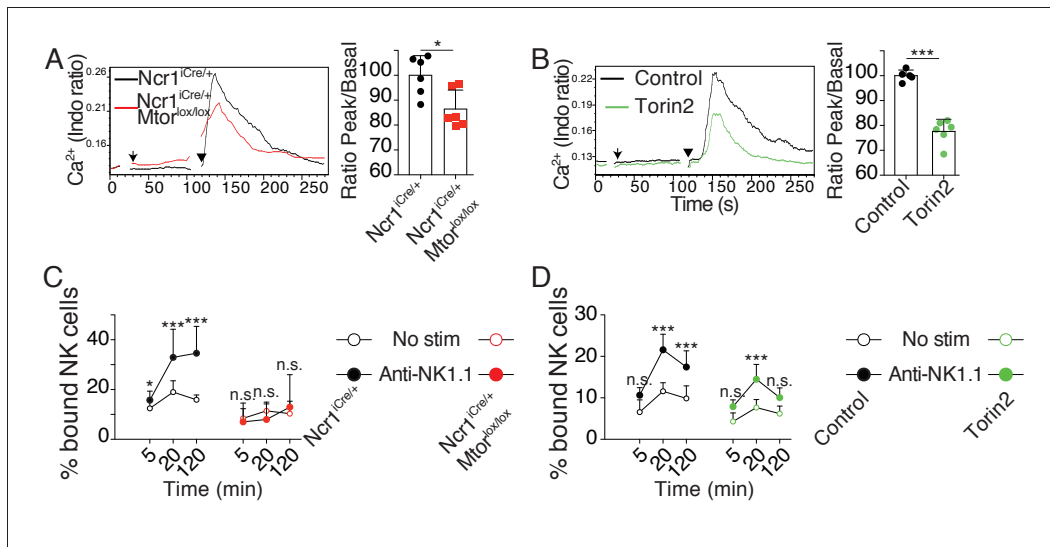 A
Ca2+ (Indo ratio)
0.26
0.21
0.16
Ncr1iCre/+
Ncr1iCre/+
Mtorlox/lox
0 50 100 150 200 250
Ratio Peak/Basal
100
90
80
70
60
*
Ncr1iCre/+
Ncr1iCre/+
Mtorlox/lox
B
Ca2+ (Indo ratio)
0.22
0.19
0.16
0.13
Control
Torin2
0 50 100 150 200 250
Time (s)
Ratio Peak/Basal
100
90
80
70
60
***
Control
Torin2
C
% bound NK cells
40
20
0
*
***
***
n.s.
n.s.
n.s.
5
20
120
5
20
120
Time (min)
No stim
Anti-NK1.1
Ncr1iCre/+
Ncr1iCre/+
Mtorlox/lox
D
% bound NK cells
30
20
10
0
n.s.
***
***
n.s.
***
n.s.
5
20
120
5
20
120
Time (min)
No stim
Anti-NK1.1
Control
Torin2